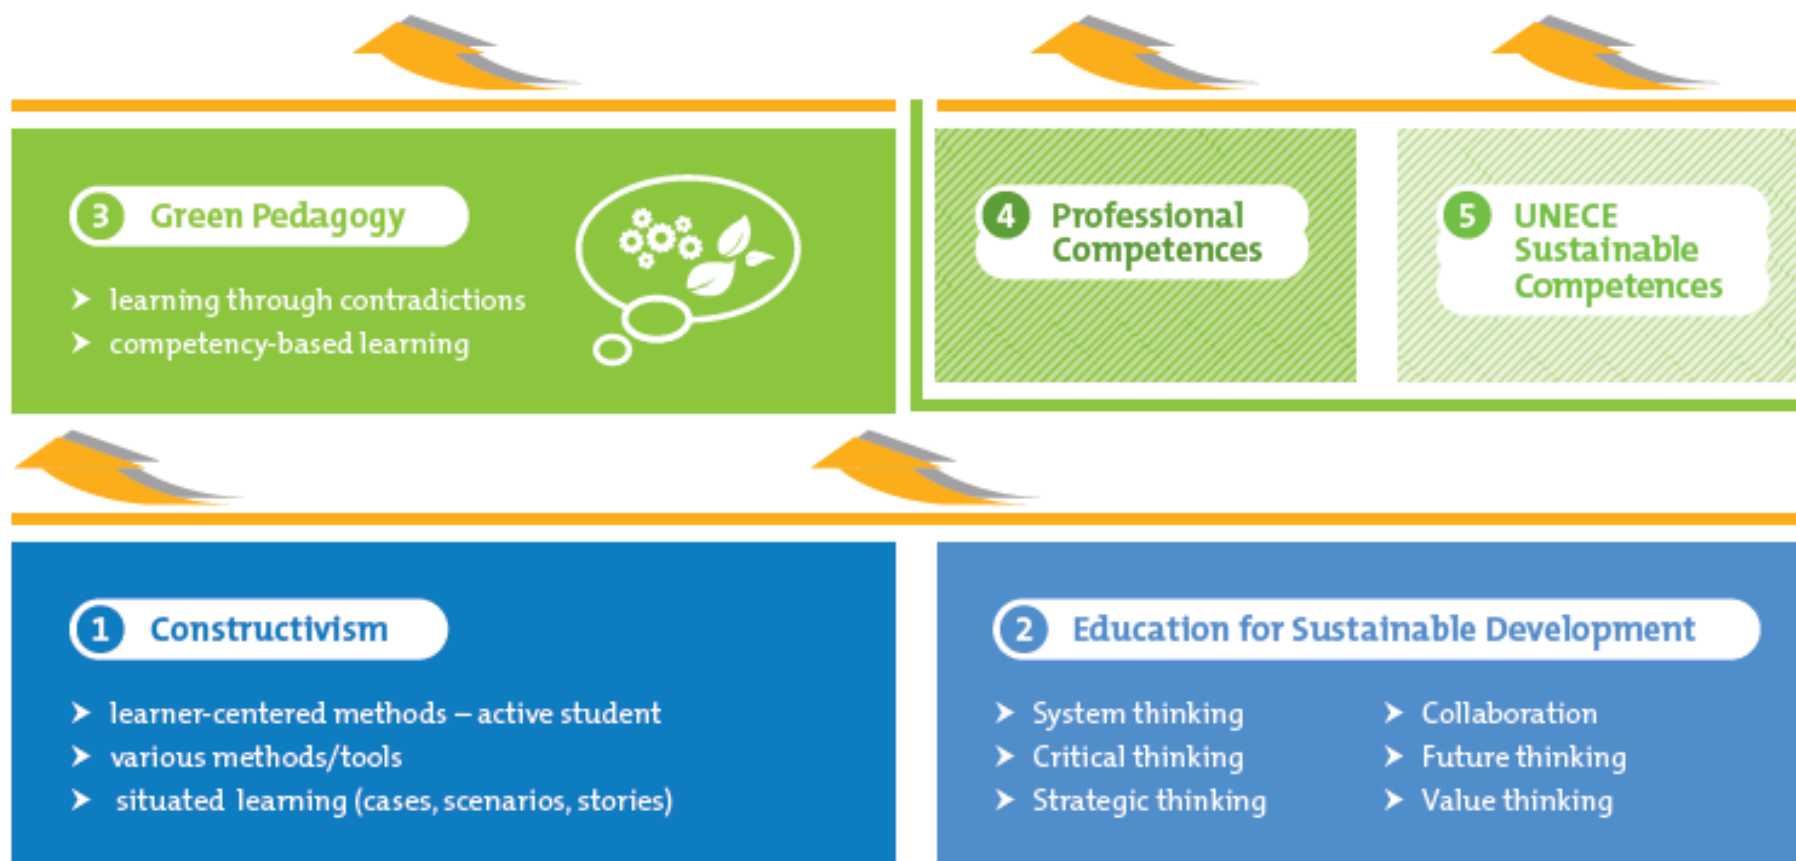 3 Green Pedagogy
➤ learning through contradictions
➤ competency-based learning
4 Professional
Competences
5 UNECE
Sustainable
Competences
1 Constructivism
➤ learner-centered methods – active student
➤ various methods/tools
➤ situated learning (cases, scenarios, stories)
2 Education for Sustainable Development
➤ System thinking
➤ Critical thinking
➤ Strategic thinking
➤ Collaboration
➤ Future thinking
➤ Value thinking